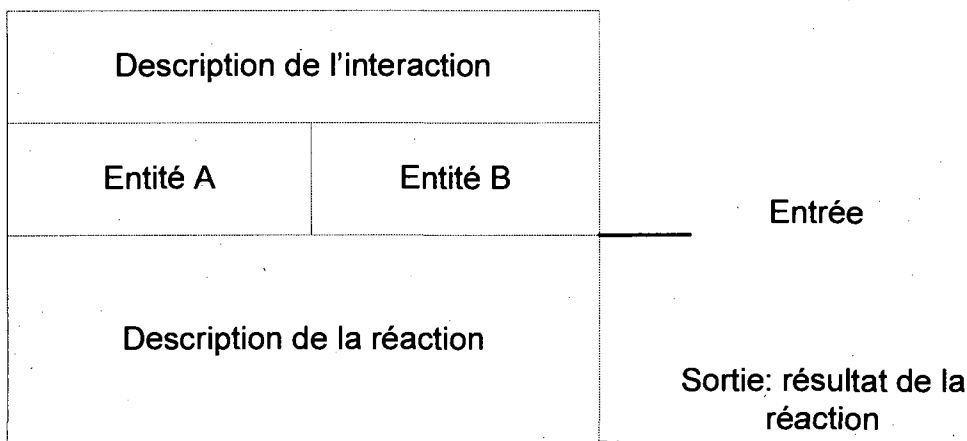 Description de l'interaction
Entité A
Entité B
Entrée
Description de la réaction
Sortie: résultat de la
réaction